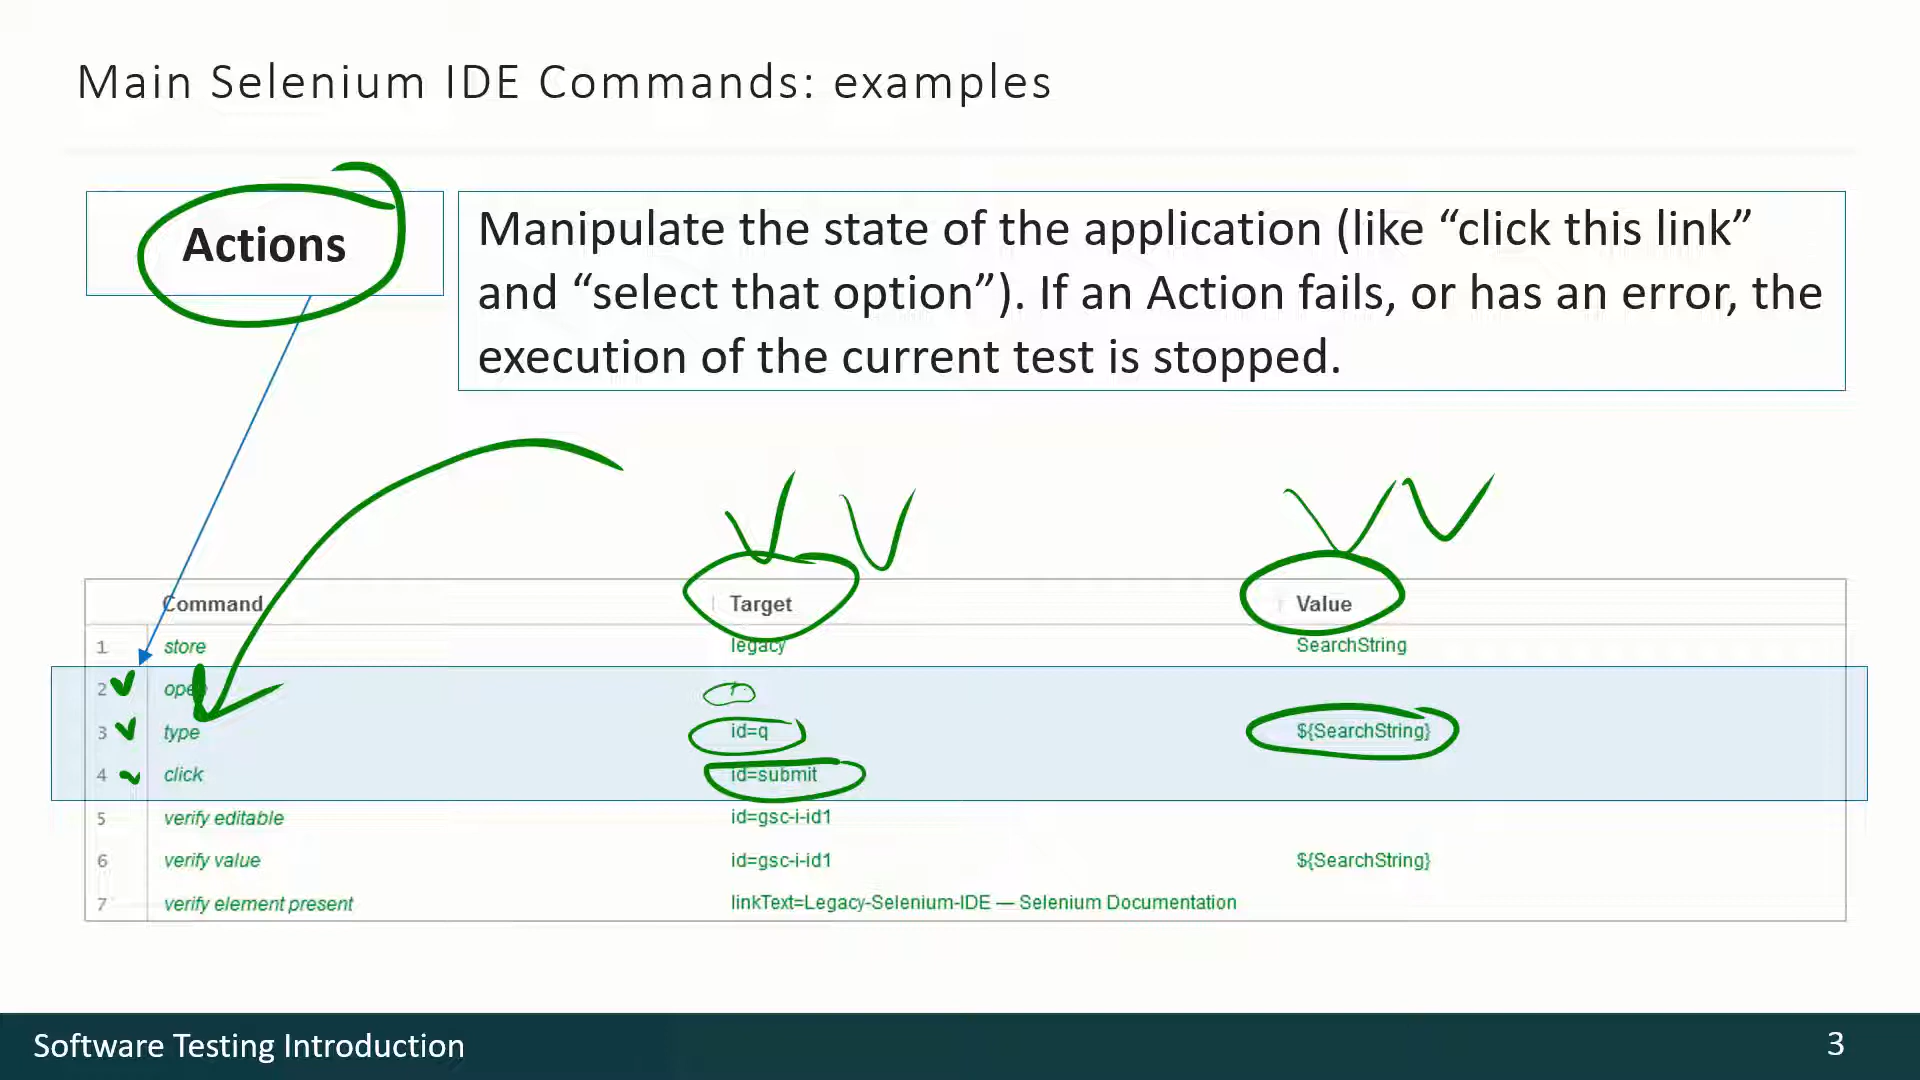 Main Selenium IDE Commands: examples
Actions
Manipulate the state of the application (like “click this link”
and “select that option”). If an Action fails, or has an error, the
execution of the current test is stopped.
Command Target Value
1 store legacy SearchString
2 open /
3 type id=q ${SearchString}
4 click id=submit
5 verify editable id=gsc-i-id1
6 verify value id=gsc-i-id1 ${SearchString}
7 verify element present linkText=Legacy-Selenium-IDE — Selenium Documentation
Software Testing Introduction 3